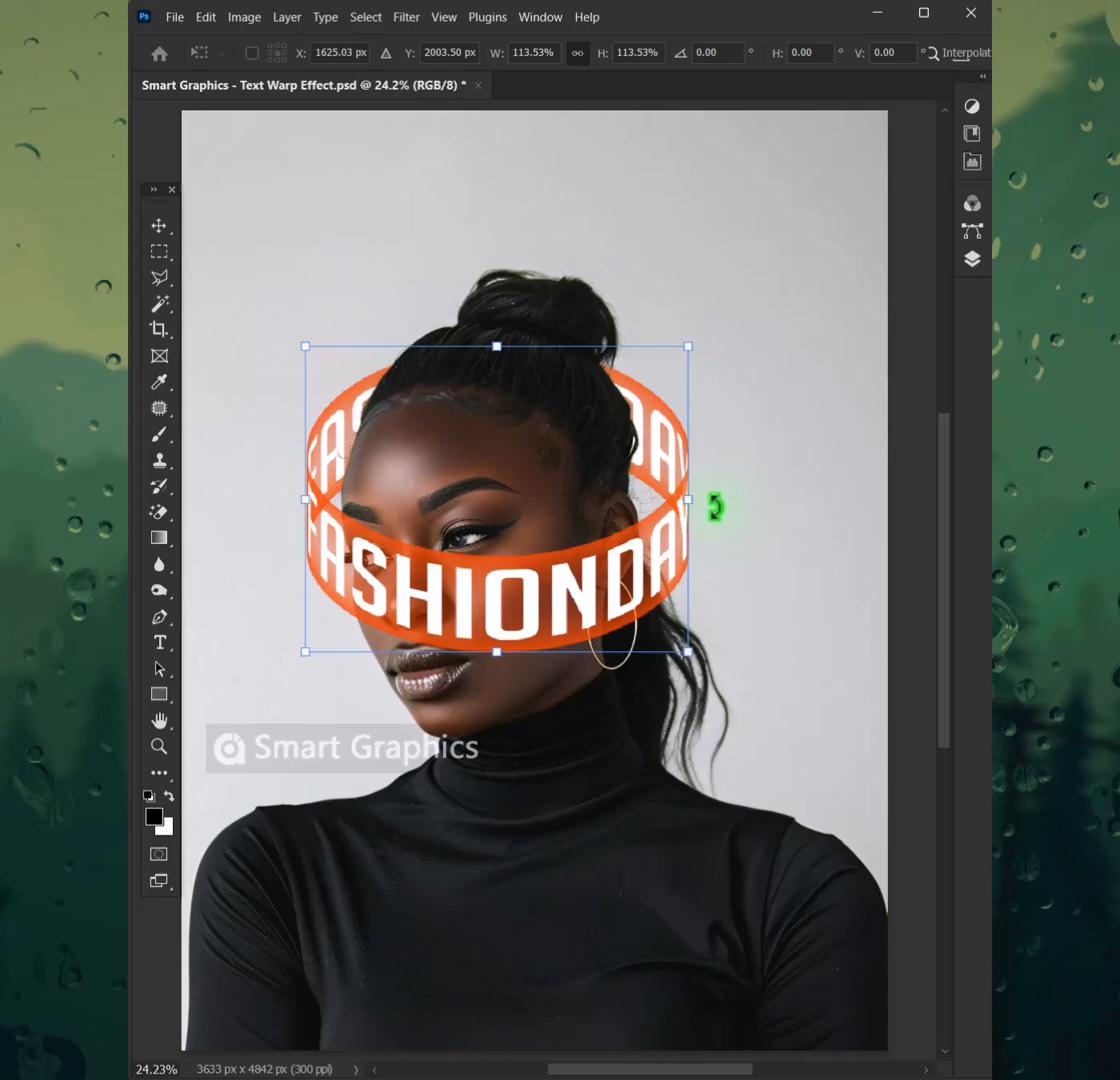 Ps File Edit Image Layer Type Select Filter View Plugins Window Help
X: 1625.03 px Y: 2003.50 px W: 113.53% H: 113.53% 0.00 ° H: 0.00 ° V: 0.00 ° Interpolat
Smart Graphics - Text Warp Effect.psd @ 24.2% (RGB/8) *
FASHIONDAY
Smart Graphics
24.23% 3633 px x 4842 px (300 ppi)